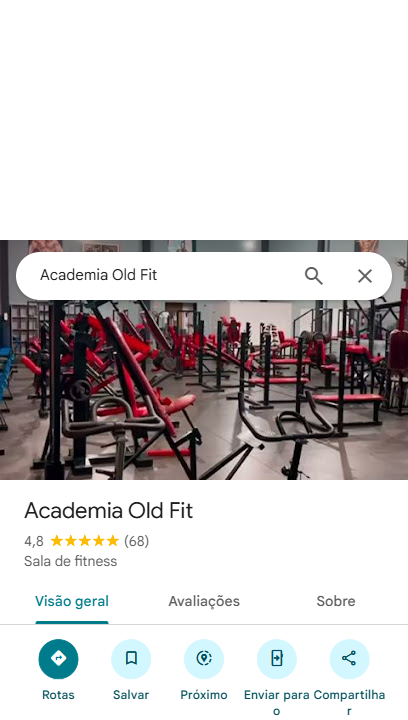 Academia Old Fit
Academia Old Fit
4,8 (68)
Sala de fitness
Visão geral
Avaliações
Sobre
Rotas
Salvar
Próximo
Enviar para
o
Compartilha
r